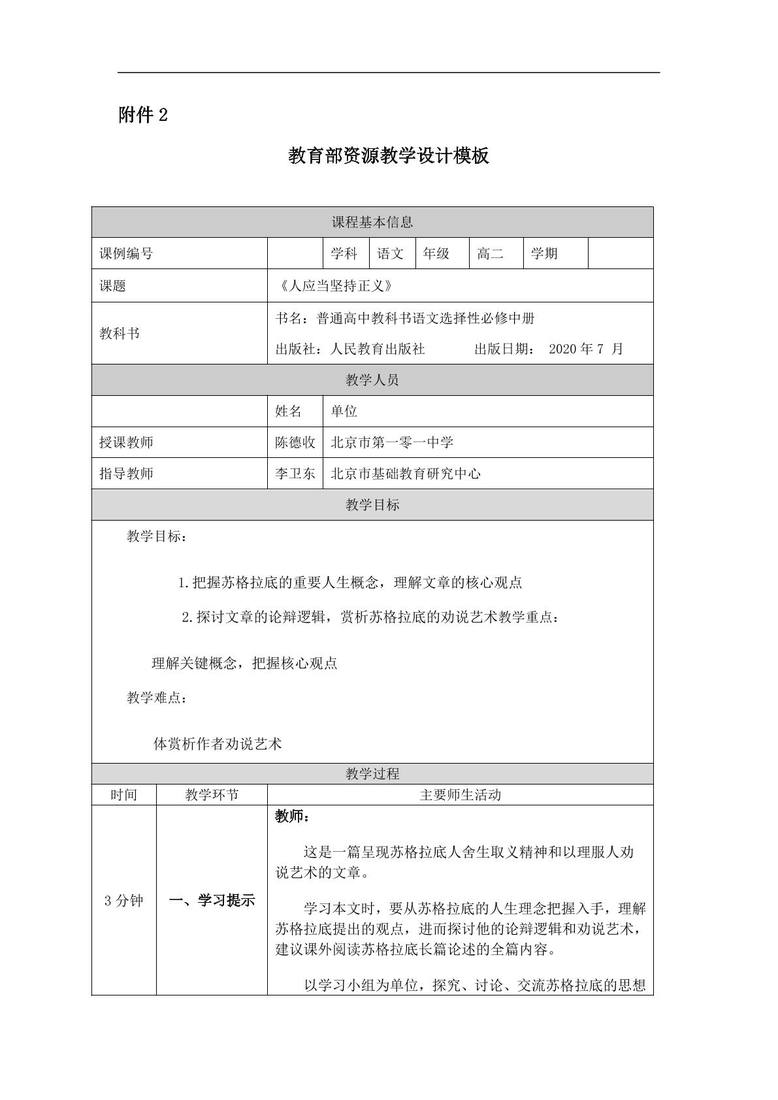 附件 2
教育部资源教学设计模板
课程基本信息
课例编号 学科 语文 年级 高二 学期
课题 《人应当坚持正义》
教科书
书名：普通高中教科书语文选择性必修中册
出版社：人民教育出版社 出版日期： 2020 年 7 月
教学人员
姓名 单位
授课教师 陈德收 北京市第一零一中学
指导教师 李卫东 北京市基础教育研究中心
教学目标
教学目标：
1.把握苏格拉底的重要人生概念，理解文章的核心观点
2.探讨文章的论辩逻辑，赏析苏格拉底的劝说艺术教学重点：
理解关键概念，把握核心观点
教学难点：
体赏析作者劝说艺术
教学过程
时间 教学环节 主要师生活动
3 分钟 一、学习提示
教师：
这是一篇呈现苏格拉底人舍生取义精神和以理服人劝
说艺术的文章。
学习本文时，要从苏格拉底的人生理念把握入手，理解
苏格拉底提出的观点，进而探讨他的论辩逻辑和劝说艺术，
建议课外阅读苏格拉底长篇论述的全篇内容。
以学习小组为单位，探究、讨论、交流苏格拉底的思想